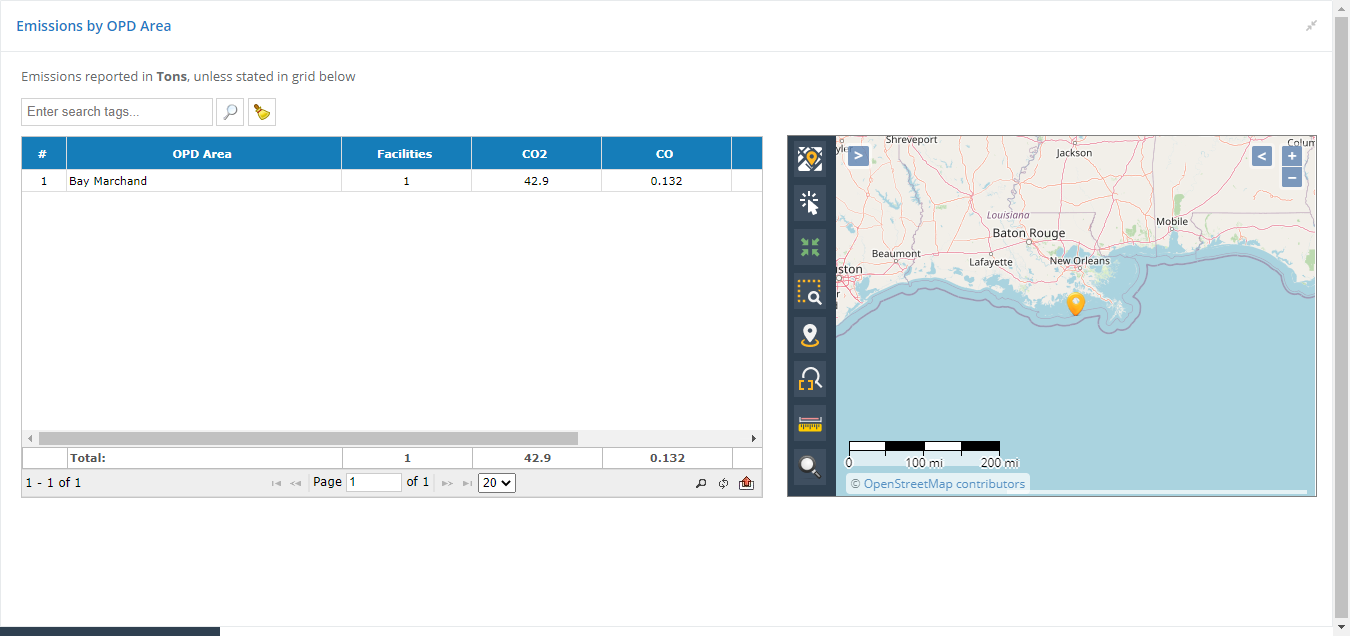 Emissions by OPD Area
Emissions reported in Tons, unless stated in grid below
Enter search tags...
# OPD Area Facilities CO2 CO
1 Bay Marchand 1 42.9 0.132
Total: 1 42.9 0.132
1 - 1 of 1 Page 1 of 1 20
Shreveport
Colum
yler
>
Jackson
<
+
−
Louisiana
Mobile
Baton Rouge
Beaumont
Lafayette
New Orleans
uston
r
0 100 mi 200 mi
© OpenStreetMap contributors